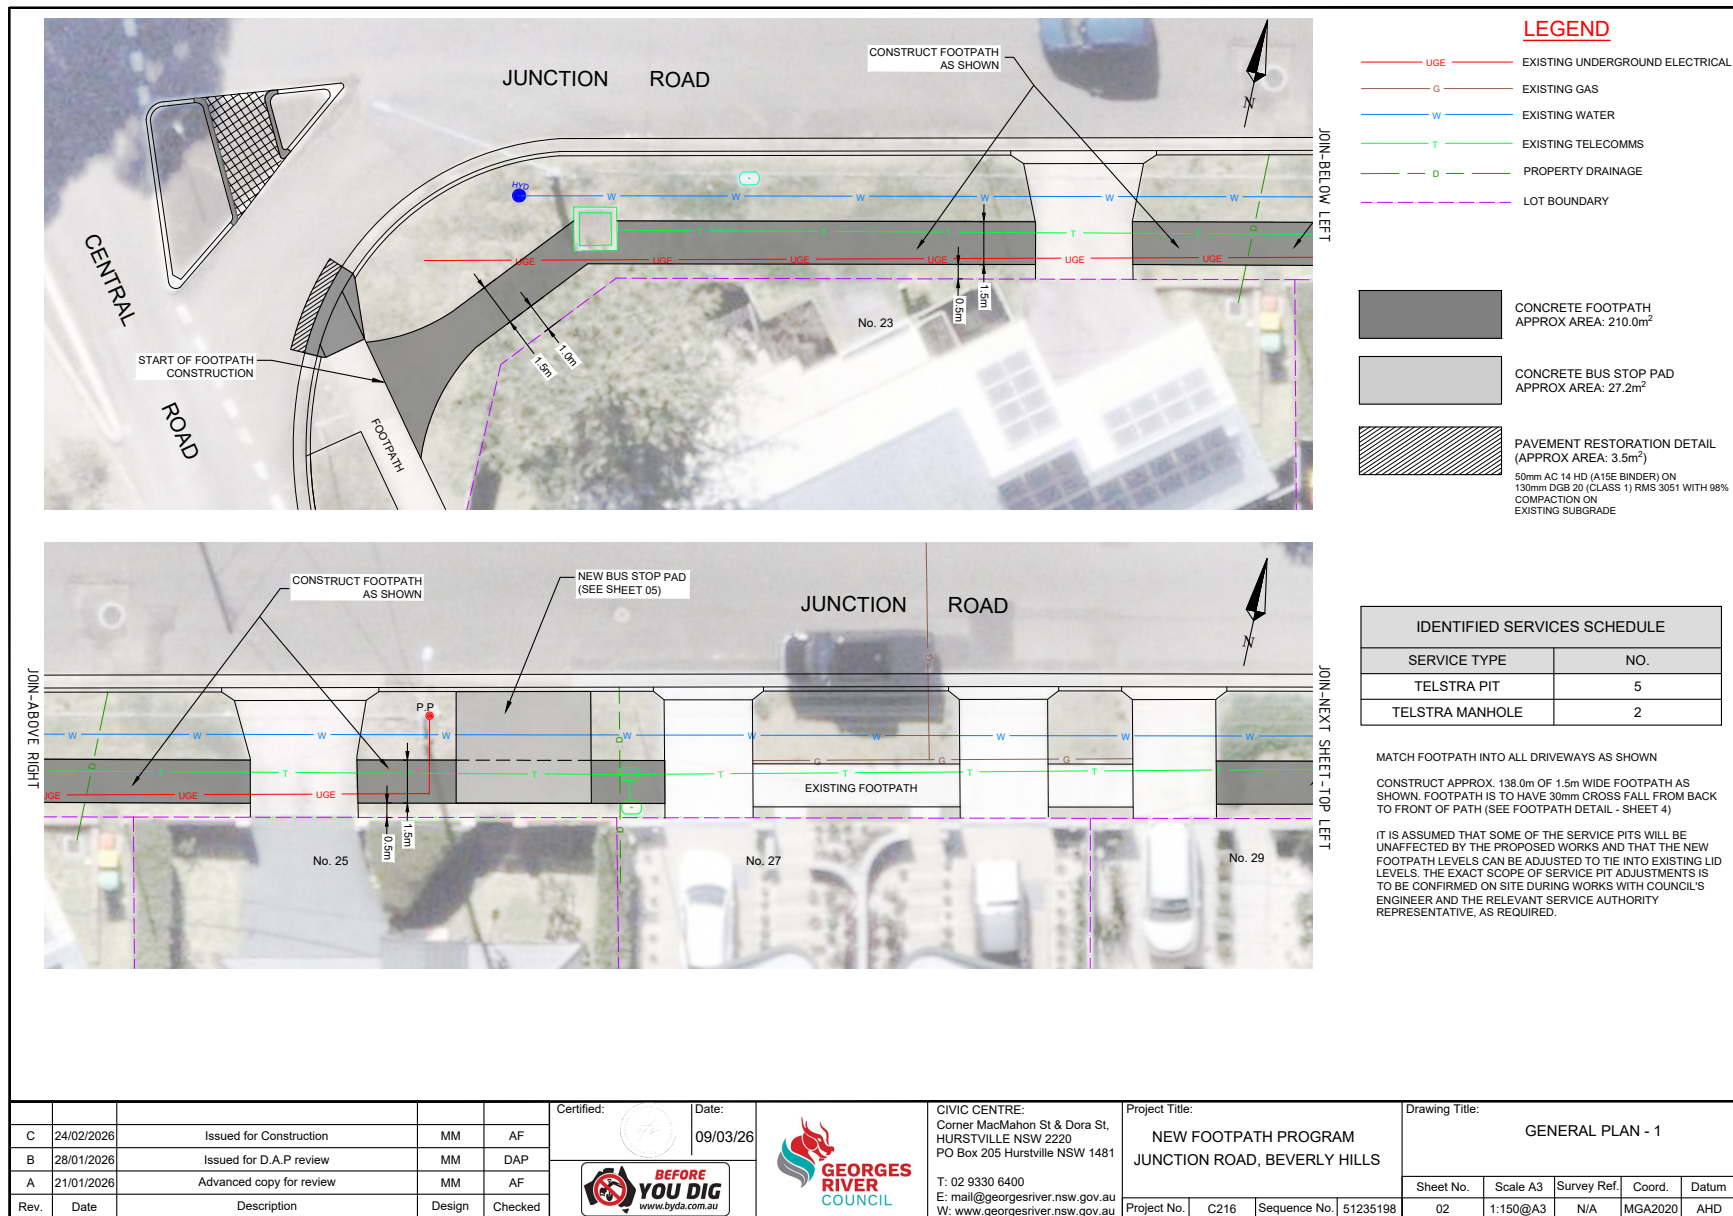 JUNCTION ROAD
CONSTRUCT FOOTPATH
AS SHOWN
N
HYD
W W W W W W W
T T T T T
UGE UGE UGE UGE UGE UGE
D
JOIN-BELOW LEFT
CENTRAL
ROAD
START OF FOOTPATH
CONSTRUCTION
FOOTPATH
1.5m
1.0m
0.5m
1.5m
No. 23
LEGEND
UGE EXISTING UNDERGROUND ELECTRICAL
G EXISTING GAS
W EXISTING WATER
T EXISTING TELECOMMS
D PROPERTY DRAINAGE
LOT BOUNDARY
CONCRETE FOOTPATH
APPROX AREA: 210.0m²
CONCRETE BUS STOP PAD
APPROX AREA: 27.2m²
PAVEMENT RESTORATION DETAIL
(APPROX AREA: 3.5m²)
50mm AC 14 HD (A15E BINDER) ON
130mm DGB 20 (CLASS 1) RMS 3051 WITH 98%
COMPACTION ON
EXISTING SUBGRADE
JOIN-ABOVE RIGHT
CONSTRUCT FOOTPATH
AS SHOWN
NEW BUS STOP PAD
(SEE SHEET 05)
JUNCTION ROAD
N
P.P
G
W W W W W W W W W W
D D D
T T T T T T T T T
G G G
UGE UGE UGE
EXISTING FOOTPATH
0.5m
1.5m
No. 25
No. 27
No. 29
JOIN-NEXT SHEET-TOP LEFT
IDENTIFIED SERVICES SCHEDULE
SERVICE TYPE NO.
TELSTRA PIT 5
TELSTRA MANHOLE 2
MATCH FOOTPATH INTO ALL DRIVEWAYS AS SHOWN
CONSTRUCT APPROX. 138.0m OF 1.5m WIDE FOOTPATH AS
SHOWN. FOOTPATH IS TO HAVE 30mm CROSS FALL FROM BACK
TO FRONT OF PATH (SEE FOOTPATH DETAIL - SHEET 4)
IT IS ASSUMED THAT SOME OF THE SERVICE PITS WILL BE
UNAFFECTED BY THE PROPOSED WORKS AND THAT THE NEW
FOOTPATH LEVELS CAN BE ADJUSTED TO TIE INTO EXISTING LID
LEVELS. THE EXACT SCOPE OF SERVICE PIT ADJUSTMENTS IS
TO BE CONFIRMED ON SITE DURING WORKS WITH COUNCIL'S
ENGINEER AND THE RELEVANT SERVICE AUTHORITY
REPRESENTATIVE, AS REQUIRED.
C 24/02/2026 Issued for Construction MM AF
B 28/01/2026 Issued for D.A.P review MM DAP
A 21/01/2026 Advanced copy for review MM AF
Rev. Date Description Design Checked
Certified:
Date:
09/03/26
BEFORE
YOU DIG
www.byda.com.au
GEORGES
RIVER
COUNCIL
CIVIC CENTRE:
Corner MacMahon St & Dora St,
HURSTVILLE NSW 2220
PO Box 205 Hurstville NSW 1481
T: 02 9330 6400
E: mail@georgesriver.nsw.gov.au
W: www.georgesriver.nsw.gov.au
Project Title:
NEW FOOTPATH PROGRAM
JUNCTION ROAD, BEVERLY HILLS
Project No. C216 Sequence No. 51235198
Drawing Title:
GENERAL PLAN - 1
Sheet No. Scale A3 Survey Ref. Coord. Datum
02 1:150@A3 N/A MGA2020 AHD